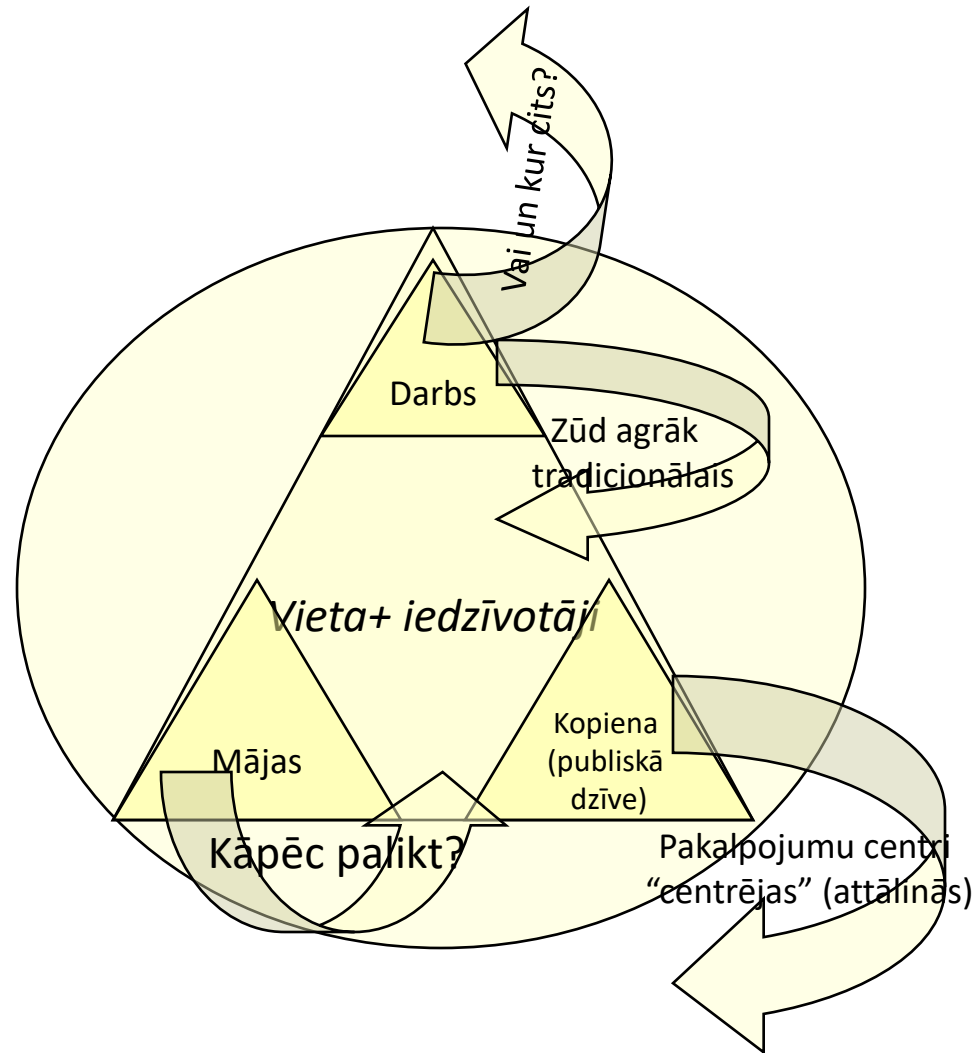 Vai un kur cits?
Darbs
Zūd agrāk
tradicionālais
Vieta+ iedzīvotāji
Mājas
Kopiena
(publiskā
dzīve)
Kāpēc palikt?
Pakalpojumu centri
“centrējas” (attālinās)